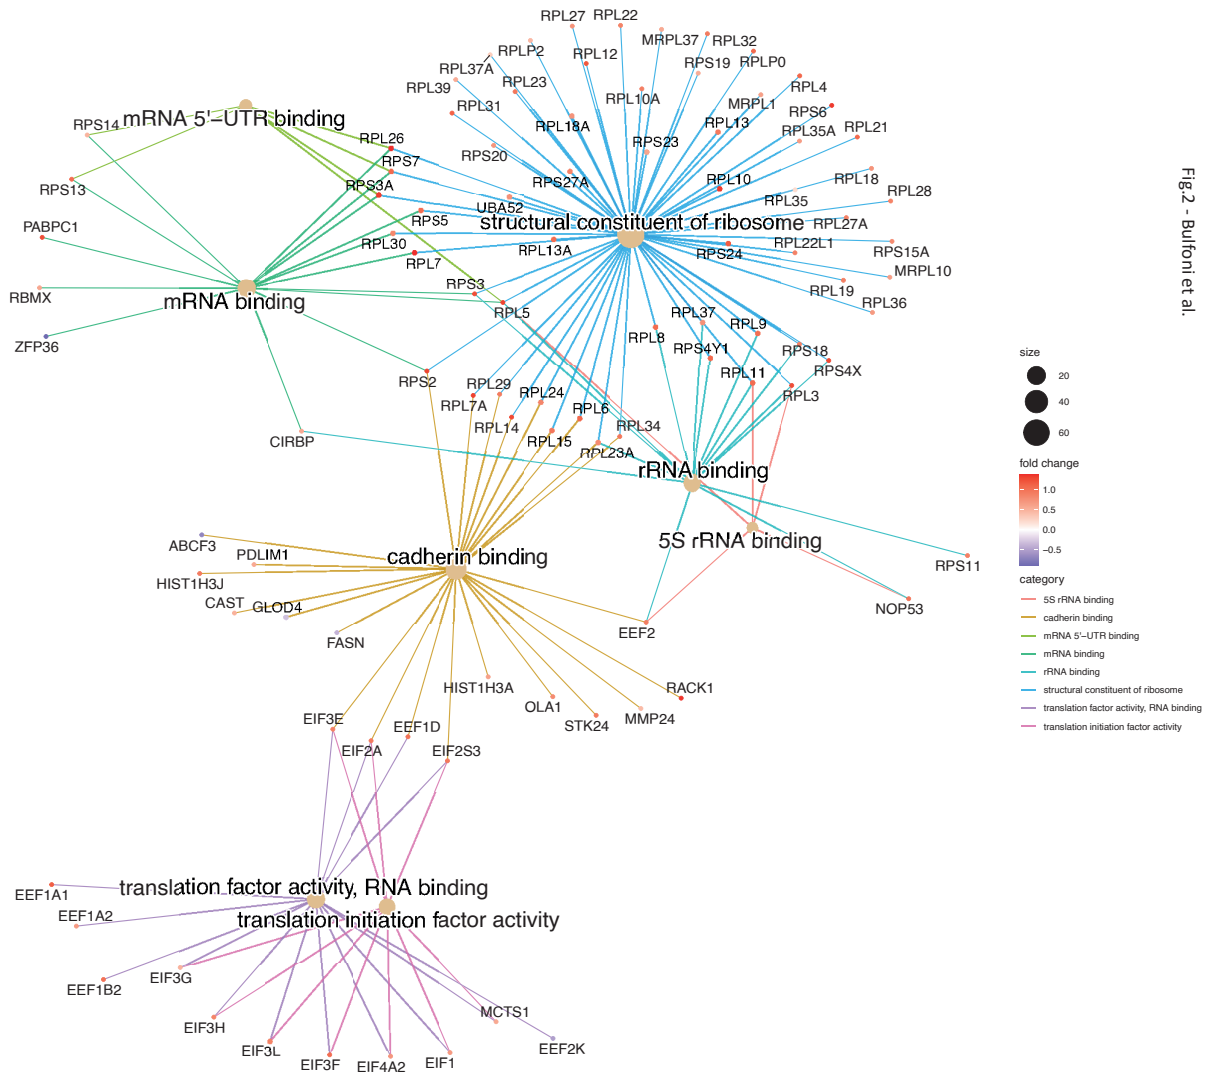 RPL27
RPL22
MRPL37
RPL32
RPLP2
RPL12
RPLP0
RPL37A
RPS19
RPL4
RPL39
RPL23
RPL10A
MRPL1
RPS6
RPL31
RPL18A
RPL13
RPL35A
RPL21
RPS14
mRNA 5'−UTR binding
RPL26
RPS7
RPS20
RPS23
RPS3A
RPS27A
RPL10
RPL18
RPS13
RPL35
RPL28
UBA52
PABPC1
RPS5
structural constituent of ribosome
RPL27A
RPL30
RPL13A
RPS24
RPL22L1
RPS15A
RPL7
MRPL10
RPS3
RPL19
RBMX
mRNA binding
RPL5
RPL37
RPL9
RPL36
ZFP36
RPL8
RPS4Y1
RPS18
RPL11
RPS4X
RPS2
RPL29
RPL24
RPL3
RPL7A
RPL6
RPL14
RPL34
CIRBP
RPL15
RPL23A
rRNA binding
5S rRNA binding
ABCF3
PDLIM1
cadherin binding
RPS11
HIST1H3J
CAST
GLOD4
NOP53
FASN
EEF2
HIST1H3A
RACK1
OLA1
EIF3E
EEF1D
STK24
MMP24
EIF2A
EIF2S3
translation factor activity, RNA binding
EEF1A1
EEF1A2
translation initiation factor activity
EIF3G
EEF1B2
MCTS1
EIF3H
EIF3L
EEF2K
EIF3F
EIF4A2
EIF1
Fig.2 - Bulfoni et al.
size
20
40
60
fold change
1.0
0.5
0.0
−0.5
category
5S rRNA binding
cadherin binding
mRNA 5'−UTR binding
mRNA binding
rRNA binding
structural constituent of ribosome
translation factor activity, RNA binding
translation initiation factor activity